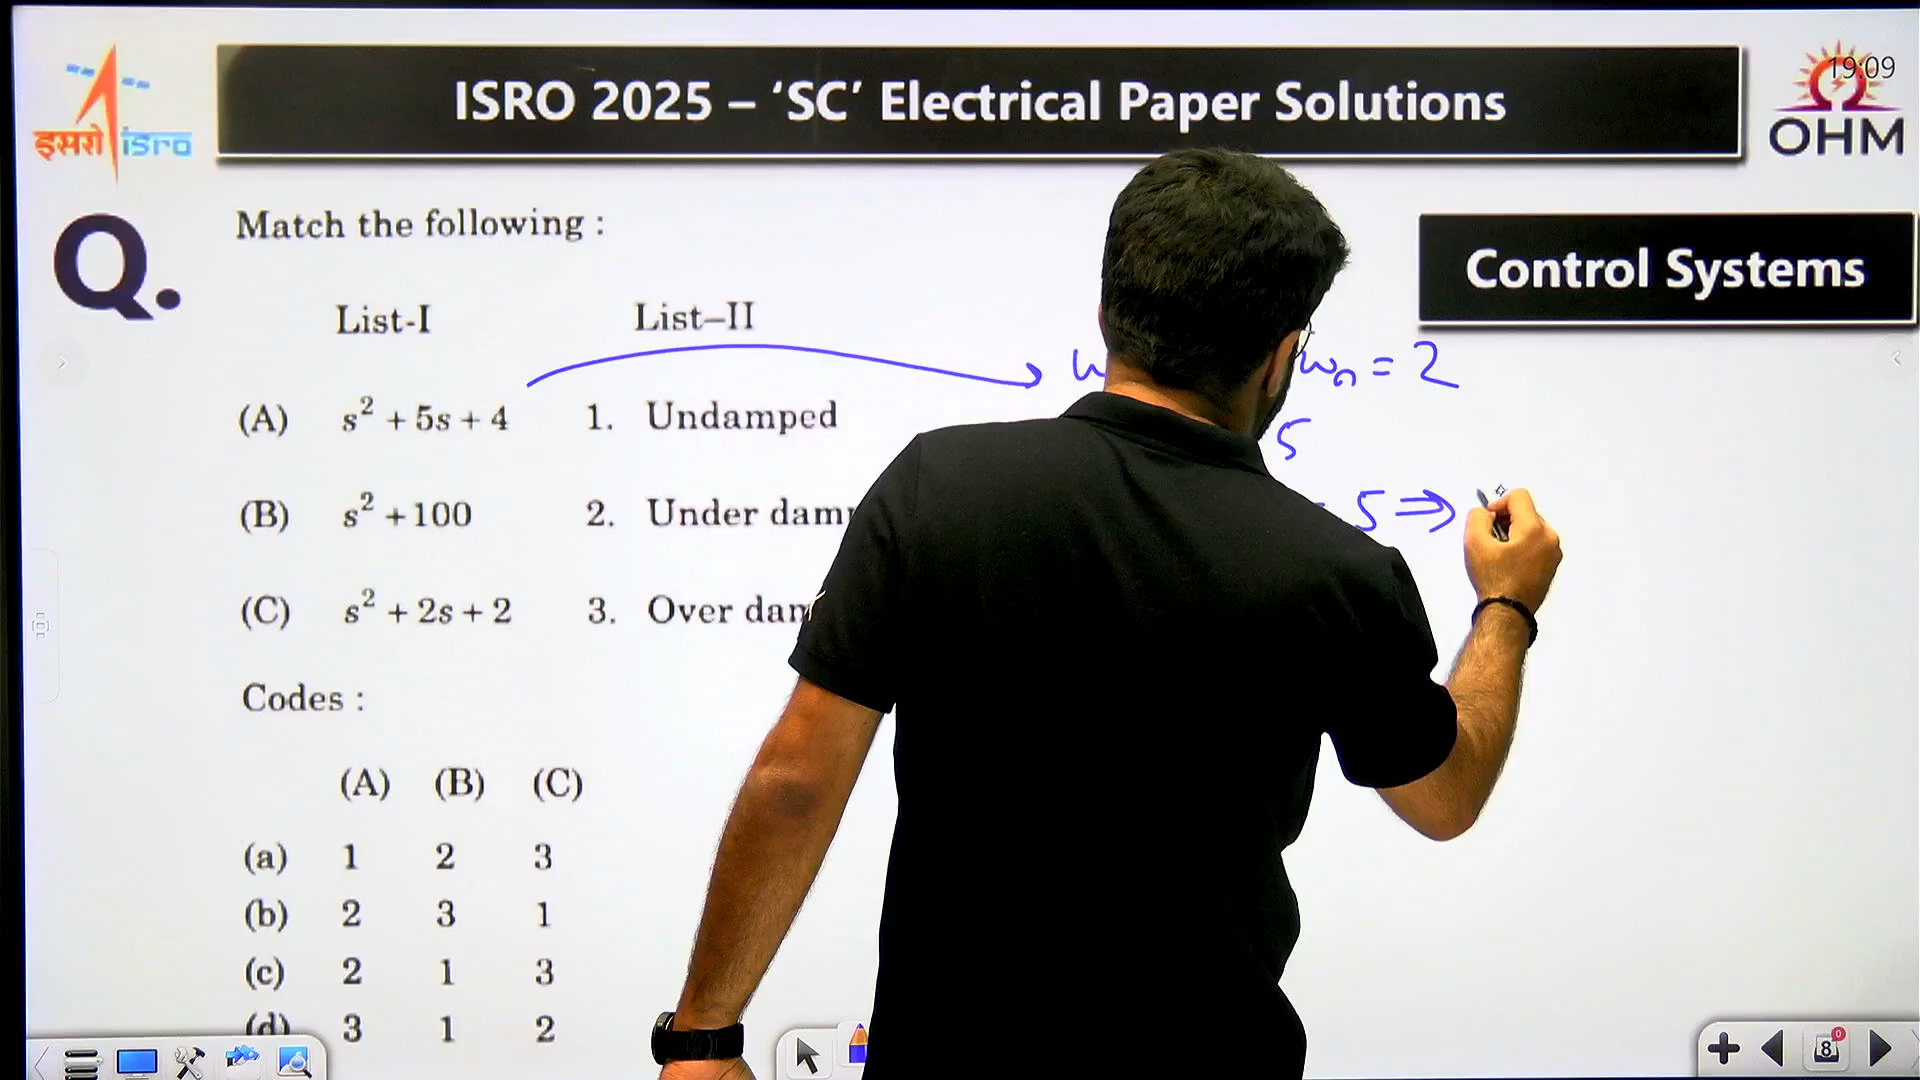 ISRO 2025 – ‘SC’ Electrical Paper Solutions
19:09
इसरो isro
OHM
Q.
Match the following :
Control Systems
List-I List–II
ωn = 2
(A) s² + 5s + 4 1. Undamped
5
(B) s² + 100 2. Under
= 5 ⇒
(C) s² + 2s + 2 3. Over
Codes :
(A) (B) (C)
(a) 1 2 3
(b) 2 3 1
(c) 2 1 3
(d) 3 1 2
8
0